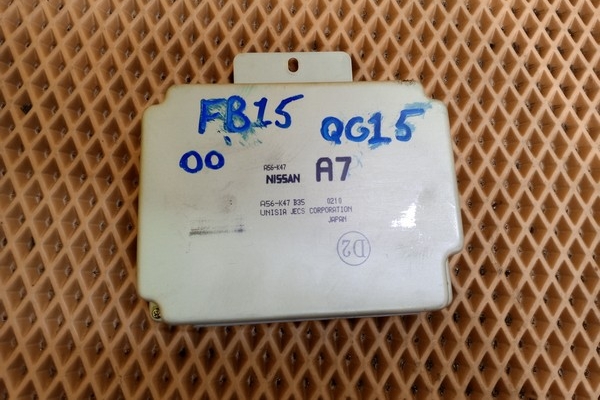 FB15
QG15
00
A56-K47
NISSAN A7
A56-K47 B35 0210
UNISIA JECS CORPORATION
JAPAN
D2